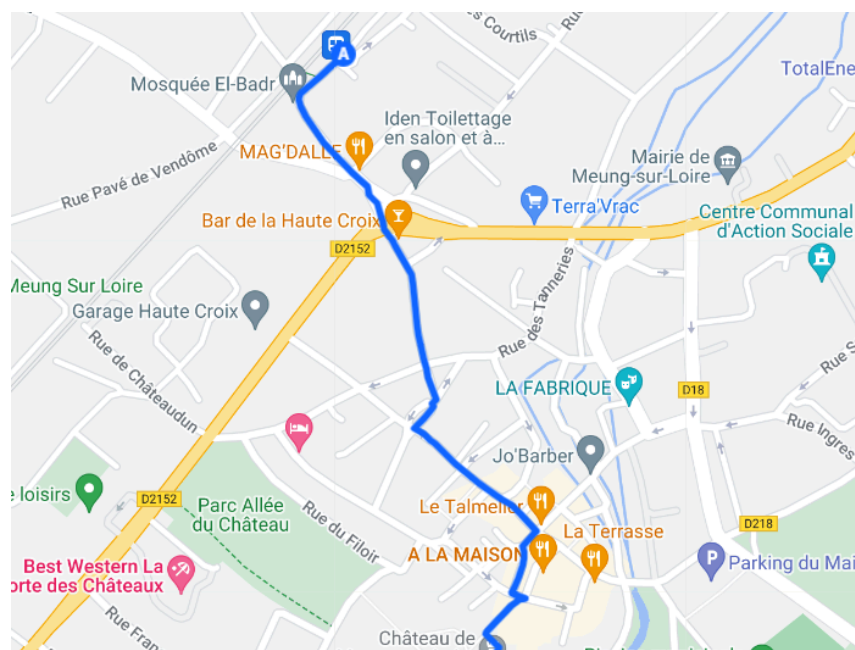 Courtils
TotalEne
Mosquée El-Badr
A
Iden Toilettage
en salon et à...
MAG'DALLE
Mairie de
Meung-sur-Loire
Rue Pavé de Vendôme
Terra'Vrac
Centre Communal
d'Action Sociale
Bar de la Haute Croix
D2152
Meung Sur Loire
Garage Haute Croix
Rue des Tanneries
Rue de Châteaudun
LA FABRIQUE
D18
Rue S
Rue Ingres
Jo'Barber
e loisirs
D2152
Parc Allée
du Château
Rue du Filoir
Le Talmelier
La Terrasse
D218
A LA MAISON
Parking du Mai
Best Western La
orte des Châteaux
Rue Fran
Château de